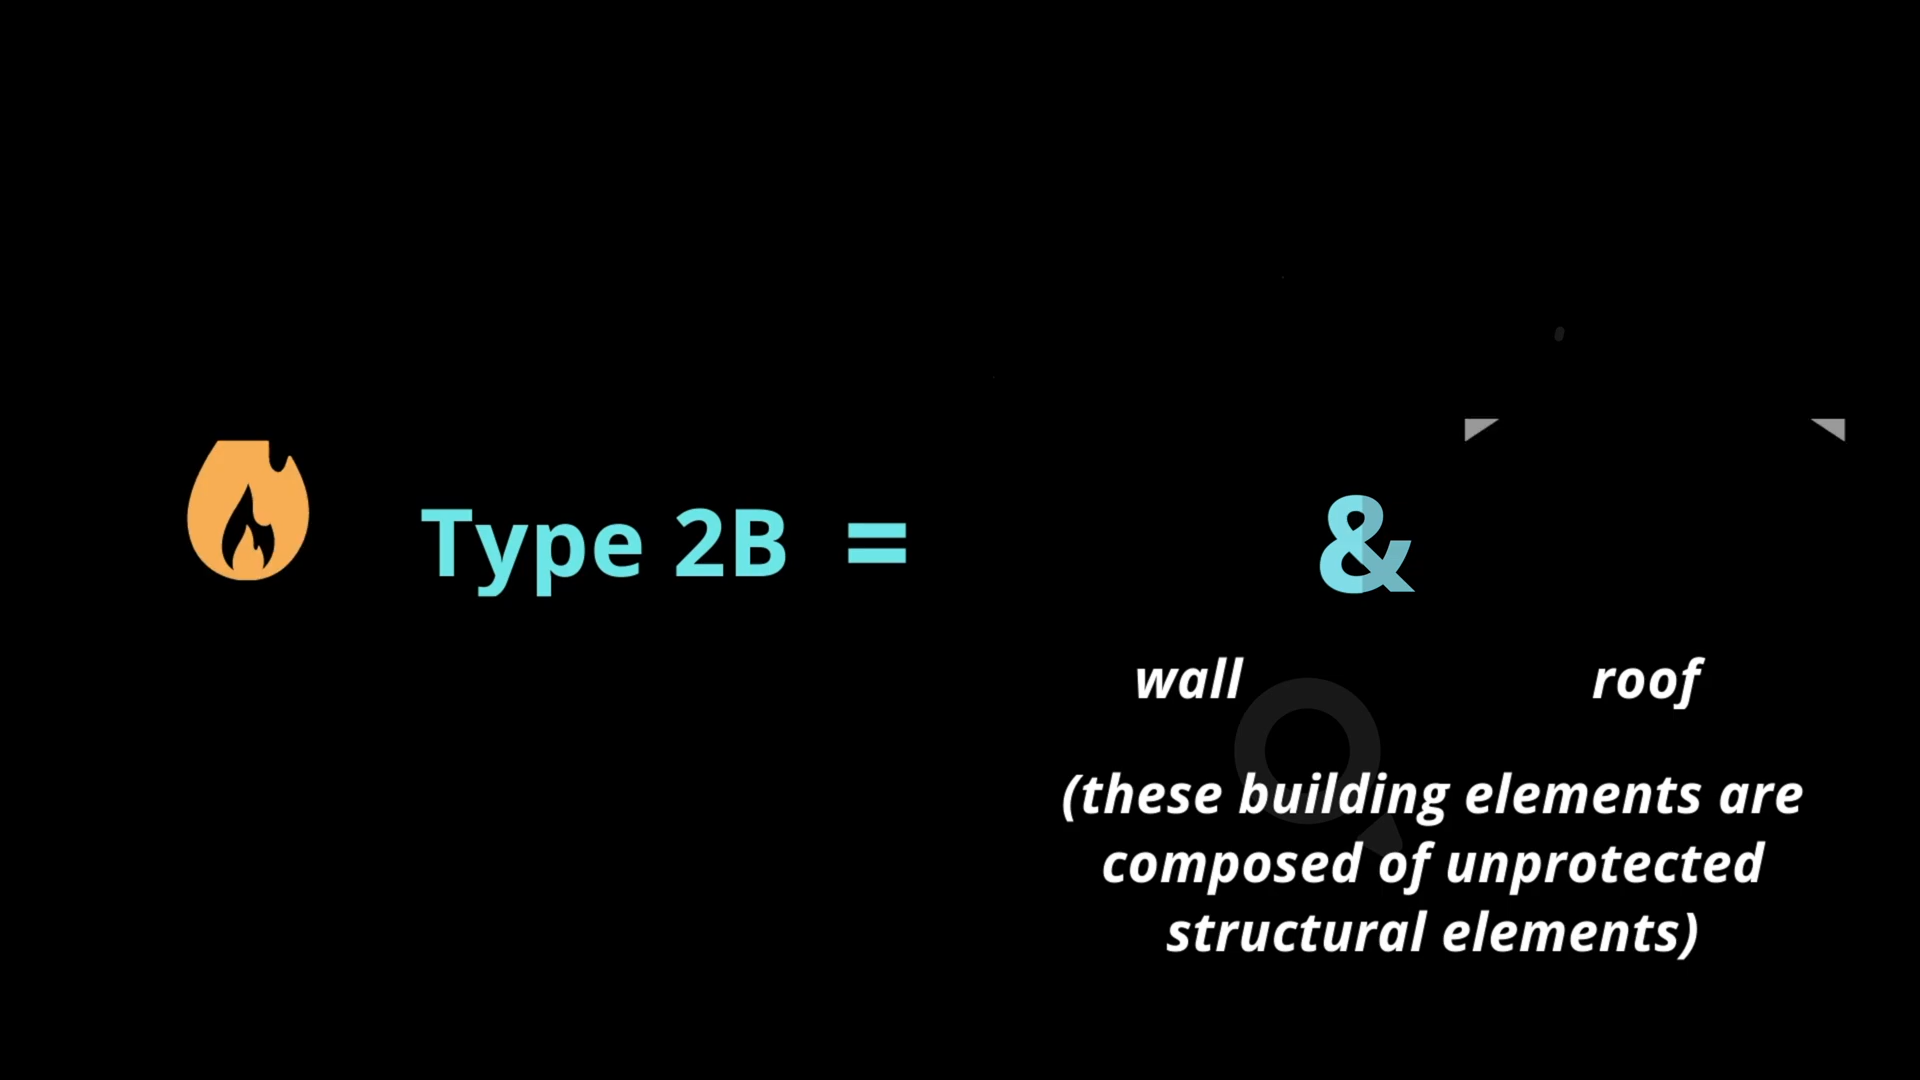 Type 2B = &
wall roof
(these building elements are
composed of unprotected
structural elements)